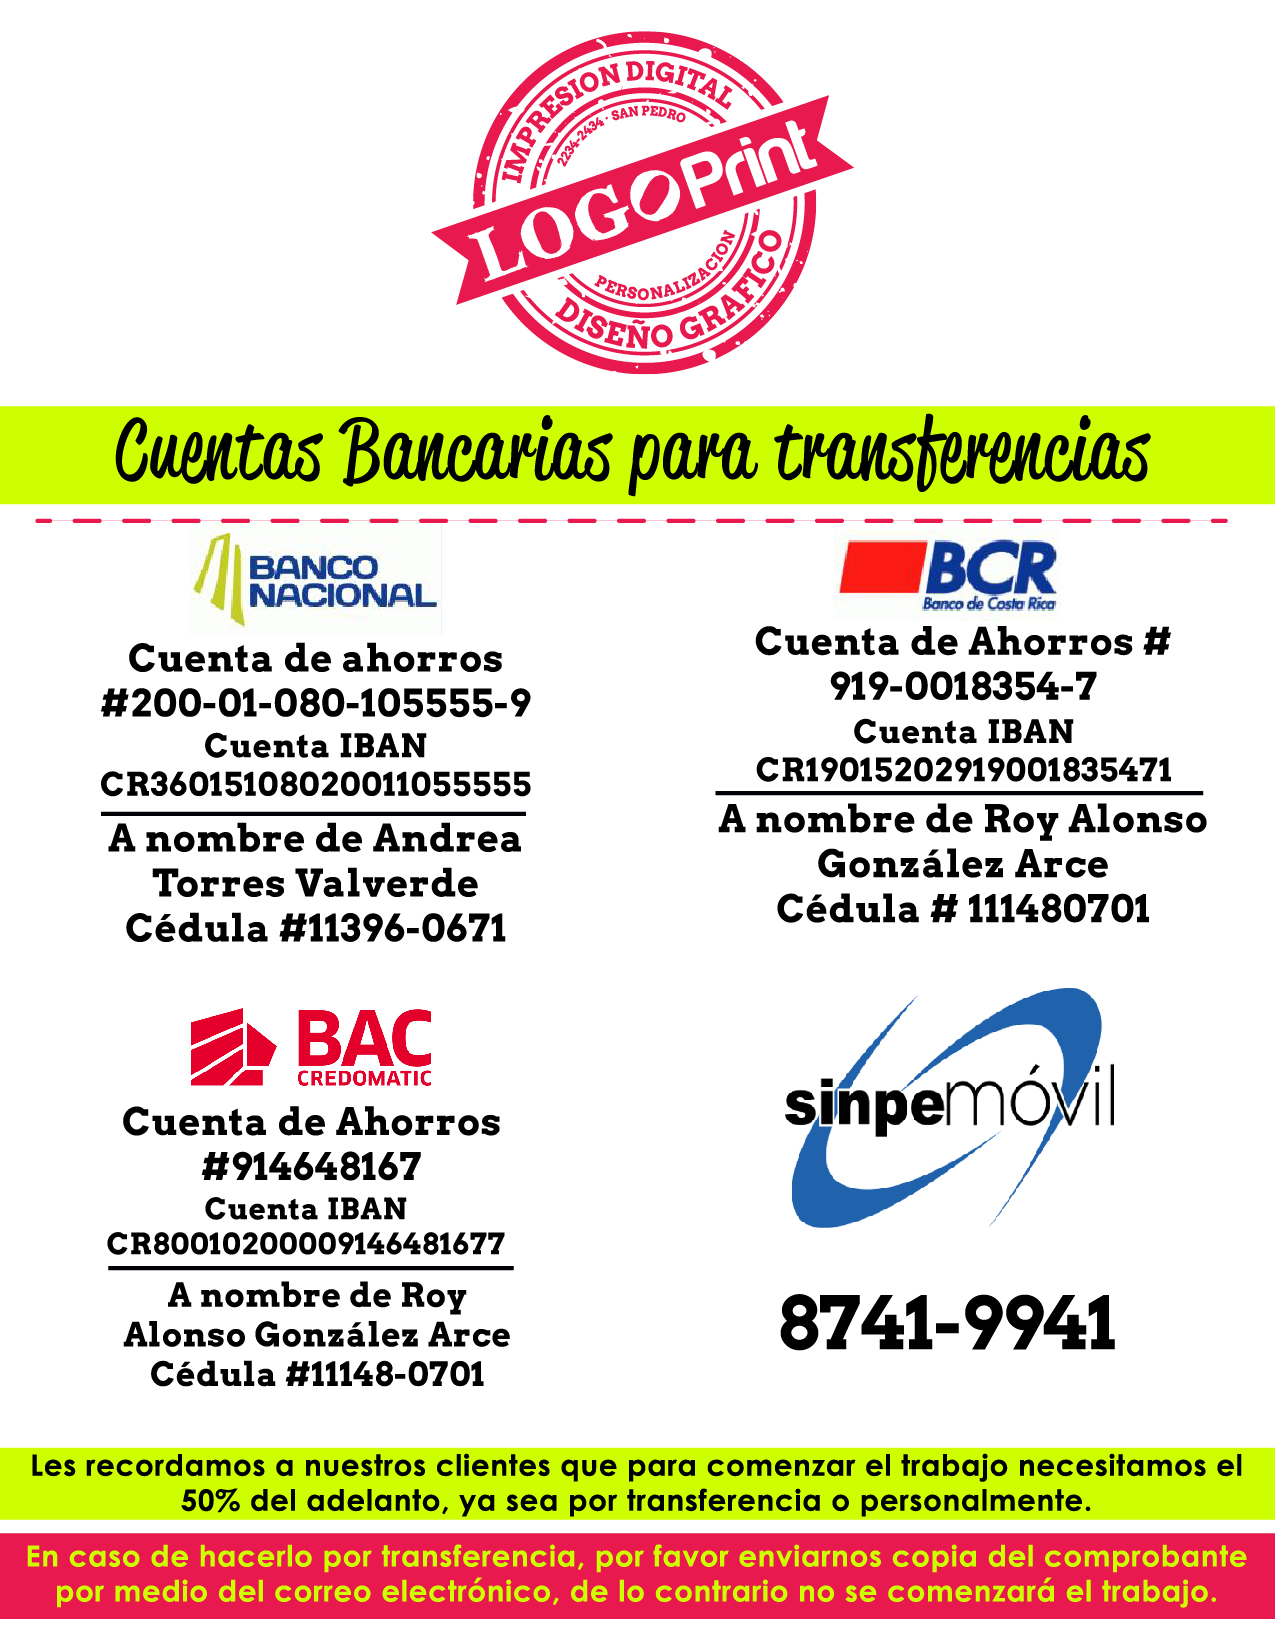 IMPRESION DIGITAL
2234-2434 · SAN PEDRO
LOGOPrint
PERSONALIZACION
DISEÑO GRAFICO
Cuentas Bancarias para transferencias
BANCO
NACIONAL
Cuenta de ahorros
#200-01-080-105555-9
Cuenta IBAN
CR36015108020011055555
A nombre de Andrea
Torres Valverde
Cédula #11396-0671
BCR
Banco de Costa Rica
Cuenta de Ahorros #
919-0018354-7
Cuenta IBAN
CR19015202919001835471
A nombre de Roy Alonso
González Arce
Cédula # 111480701
BAC
CREDOMATIC
Cuenta de Ahorros
#914648167
Cuenta IBAN
CR80010200009146481677
A nombre de Roy
Alonso González Arce
Cédula #11148-0701
sinpemóvil
8741-9941
Les recordamos a nuestros clientes que para comenzar el trabajo necesitamos el
50% del adelanto, ya sea por transferencia o personalmente.
En caso de hacerlo por transferencia, por favor enviarnos copia del comprobante
por medio del correo electrónico, de lo contrario no se comenzará el trabajo.